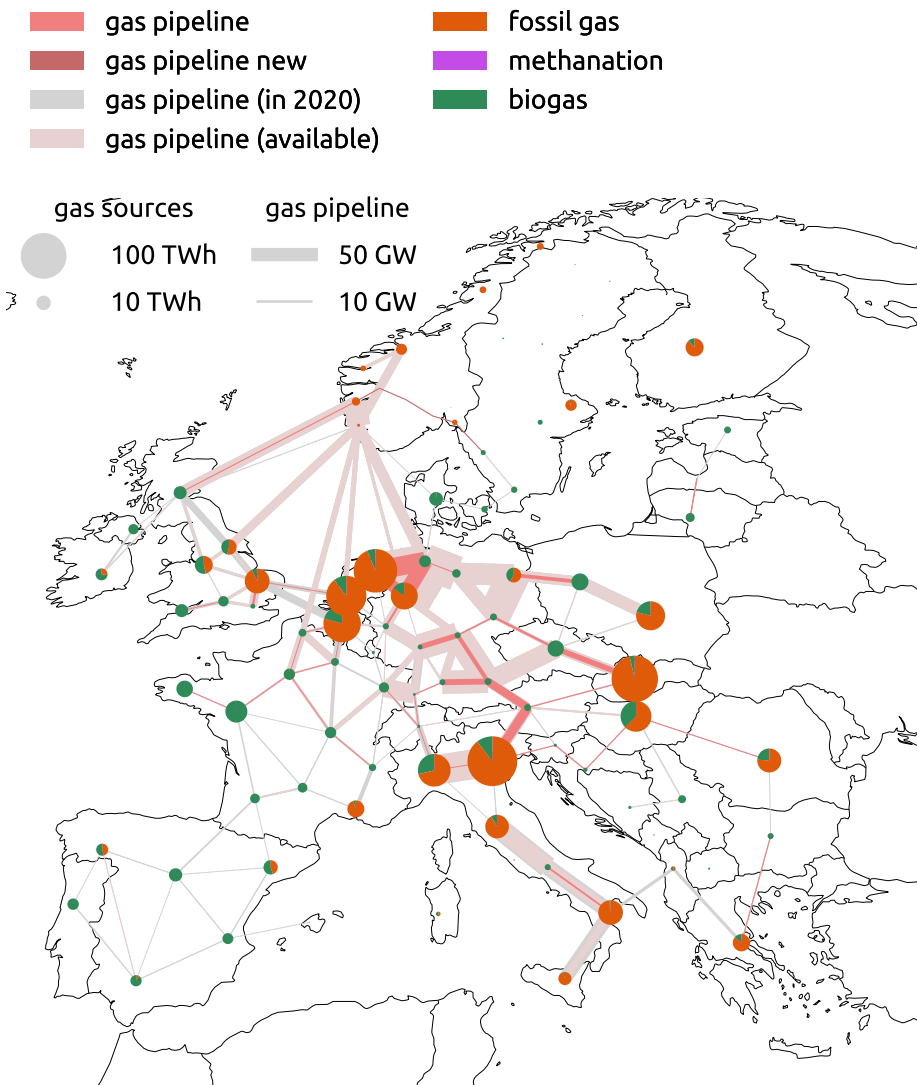 gas pipeline
gas pipeline new
gas pipeline (in 2020)
gas pipeline (available)
fossil gas
methanation
biogas
gas sources
100 TWh
10 TWh
gas pipeline
50 GW
10 GW